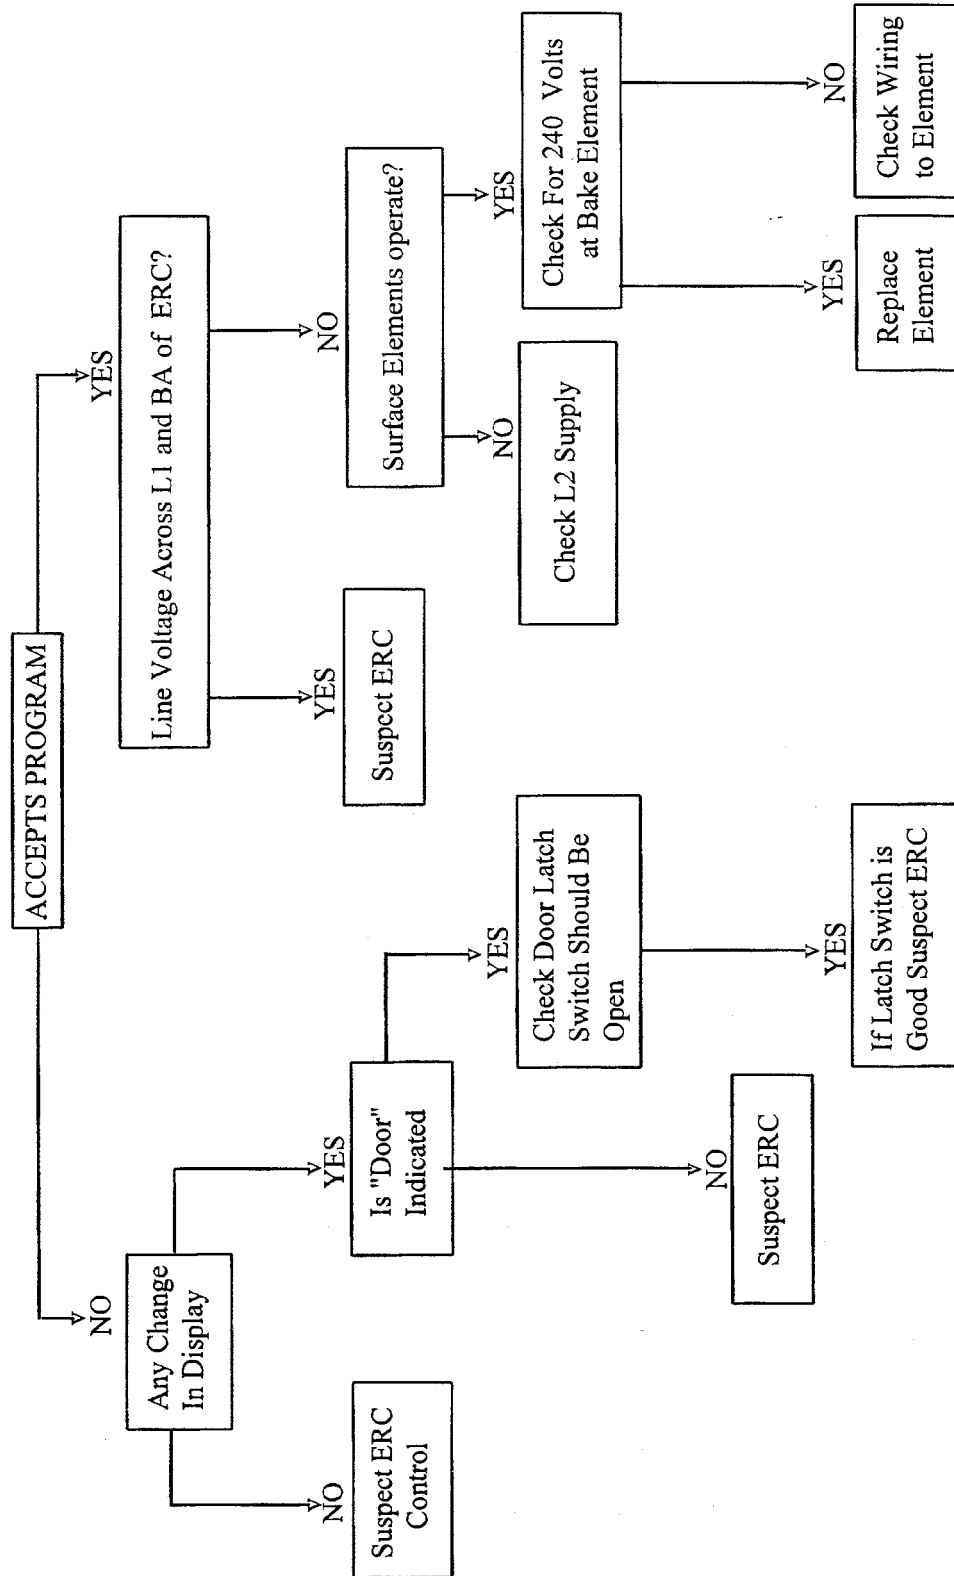 ACCEPTS PROGRAM
NO
YES
Any Change
In Display
Line Voltage Across L1 and BA of ERC?
NO
YES
YES
NO
Suspect ERC
Control
Is "Door"
Indicated
Suspect ERC
Surface Elements operate?
YES
NO
YES
Check Door Latch
Switch Should Be
Open
Check L2 Supply
Check For 240 Volts
at Bake Element
NO
Suspect ERC
YES
YES
NO
If Latch Switch is
Good Suspect ERC
Replace
Element
Check Wiring
to Element